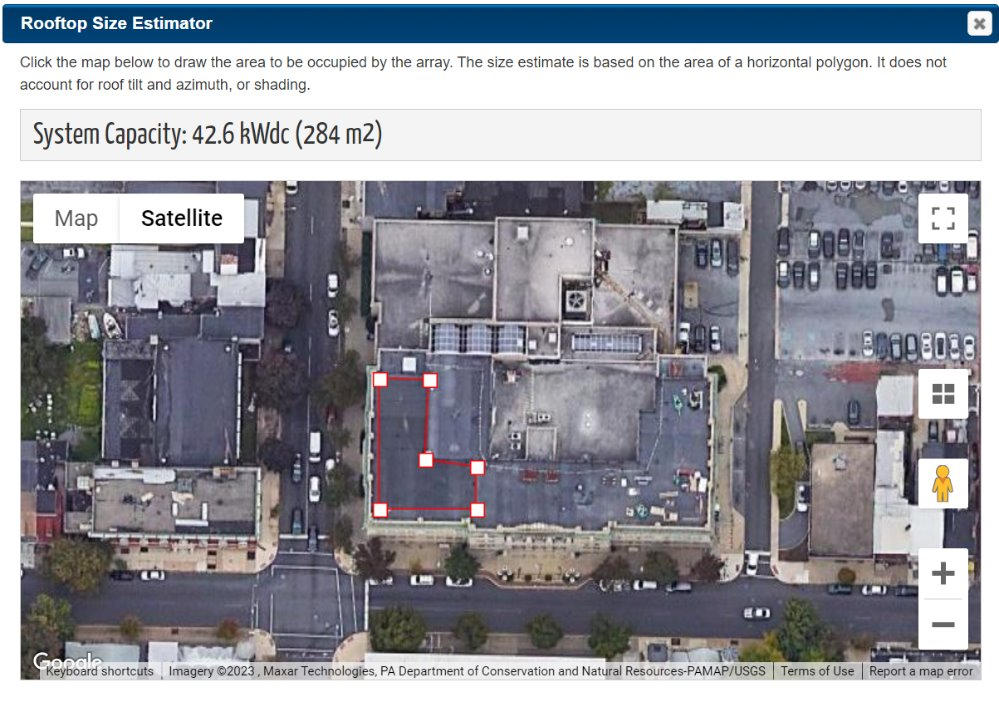 Rooftop Size Estimator
Click the map below to draw the area to be occupied by the array. The size estimate is based on the area of a horizontal polygon. It does not
account for roof tilt and azimuth, or shading.
System Capacity: 42.6 kWdc (284 m2)
Map Satellite
Google
Keyboard shortcuts Imagery ©2023 , Maxar Technologies, PA Department of Conservation and Natural Resources-PAMAP/USGS Terms of Use Report a map error